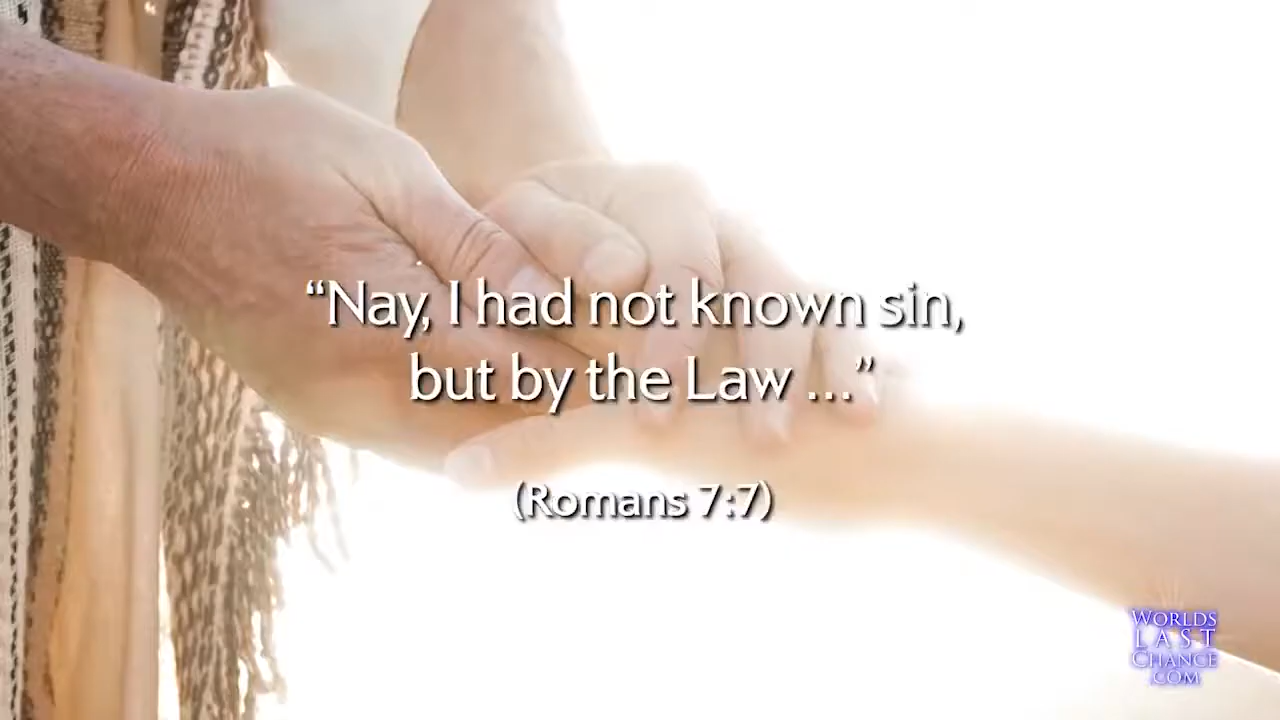 “Nay, I had not known sin,
but by the Law ...”
(Romans 7:7)
WORLDS
LAST
CHANCE
.COM